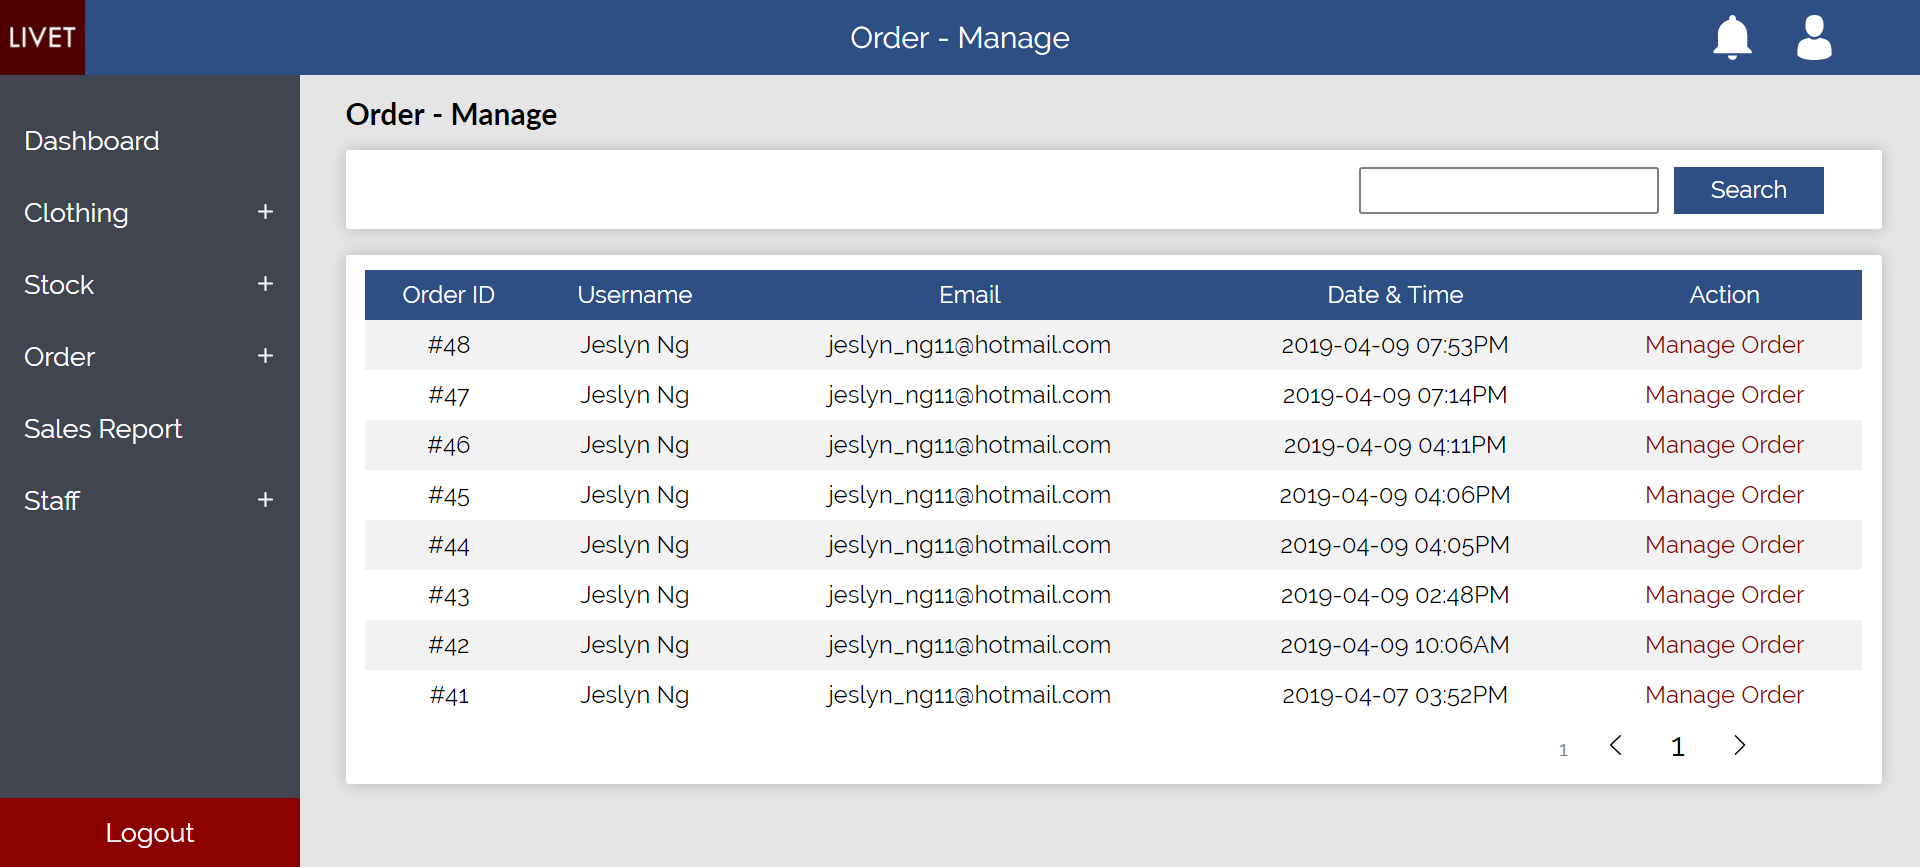 LIVET
Order - Manage
Dashboard
Clothing +
Stock +
Order +
Sales Report
Staff +
Logout
Order - Manage
Search
Order ID Username Email Date & Time Action
#48 Jeslyn Ng jeslyn_ng11@hotmail.com 2019-04-09 07:53PM Manage Order
#47 Jeslyn Ng jeslyn_ng11@hotmail.com 2019-04-09 07:14PM Manage Order
#46 Jeslyn Ng jeslyn_ng11@hotmail.com 2019-04-09 04:11PM Manage Order
#45 Jeslyn Ng jeslyn_ng11@hotmail.com 2019-04-09 04:06PM Manage Order
#44 Jeslyn Ng jeslyn_ng11@hotmail.com 2019-04-09 04:05PM Manage Order
#43 Jeslyn Ng jeslyn_ng11@hotmail.com 2019-04-09 02:48PM Manage Order
#42 Jeslyn Ng jeslyn_ng11@hotmail.com 2019-04-09 10:06AM Manage Order
#41 Jeslyn Ng jeslyn_ng11@hotmail.com 2019-04-07 03:52PM Manage Order
1 < 1 >